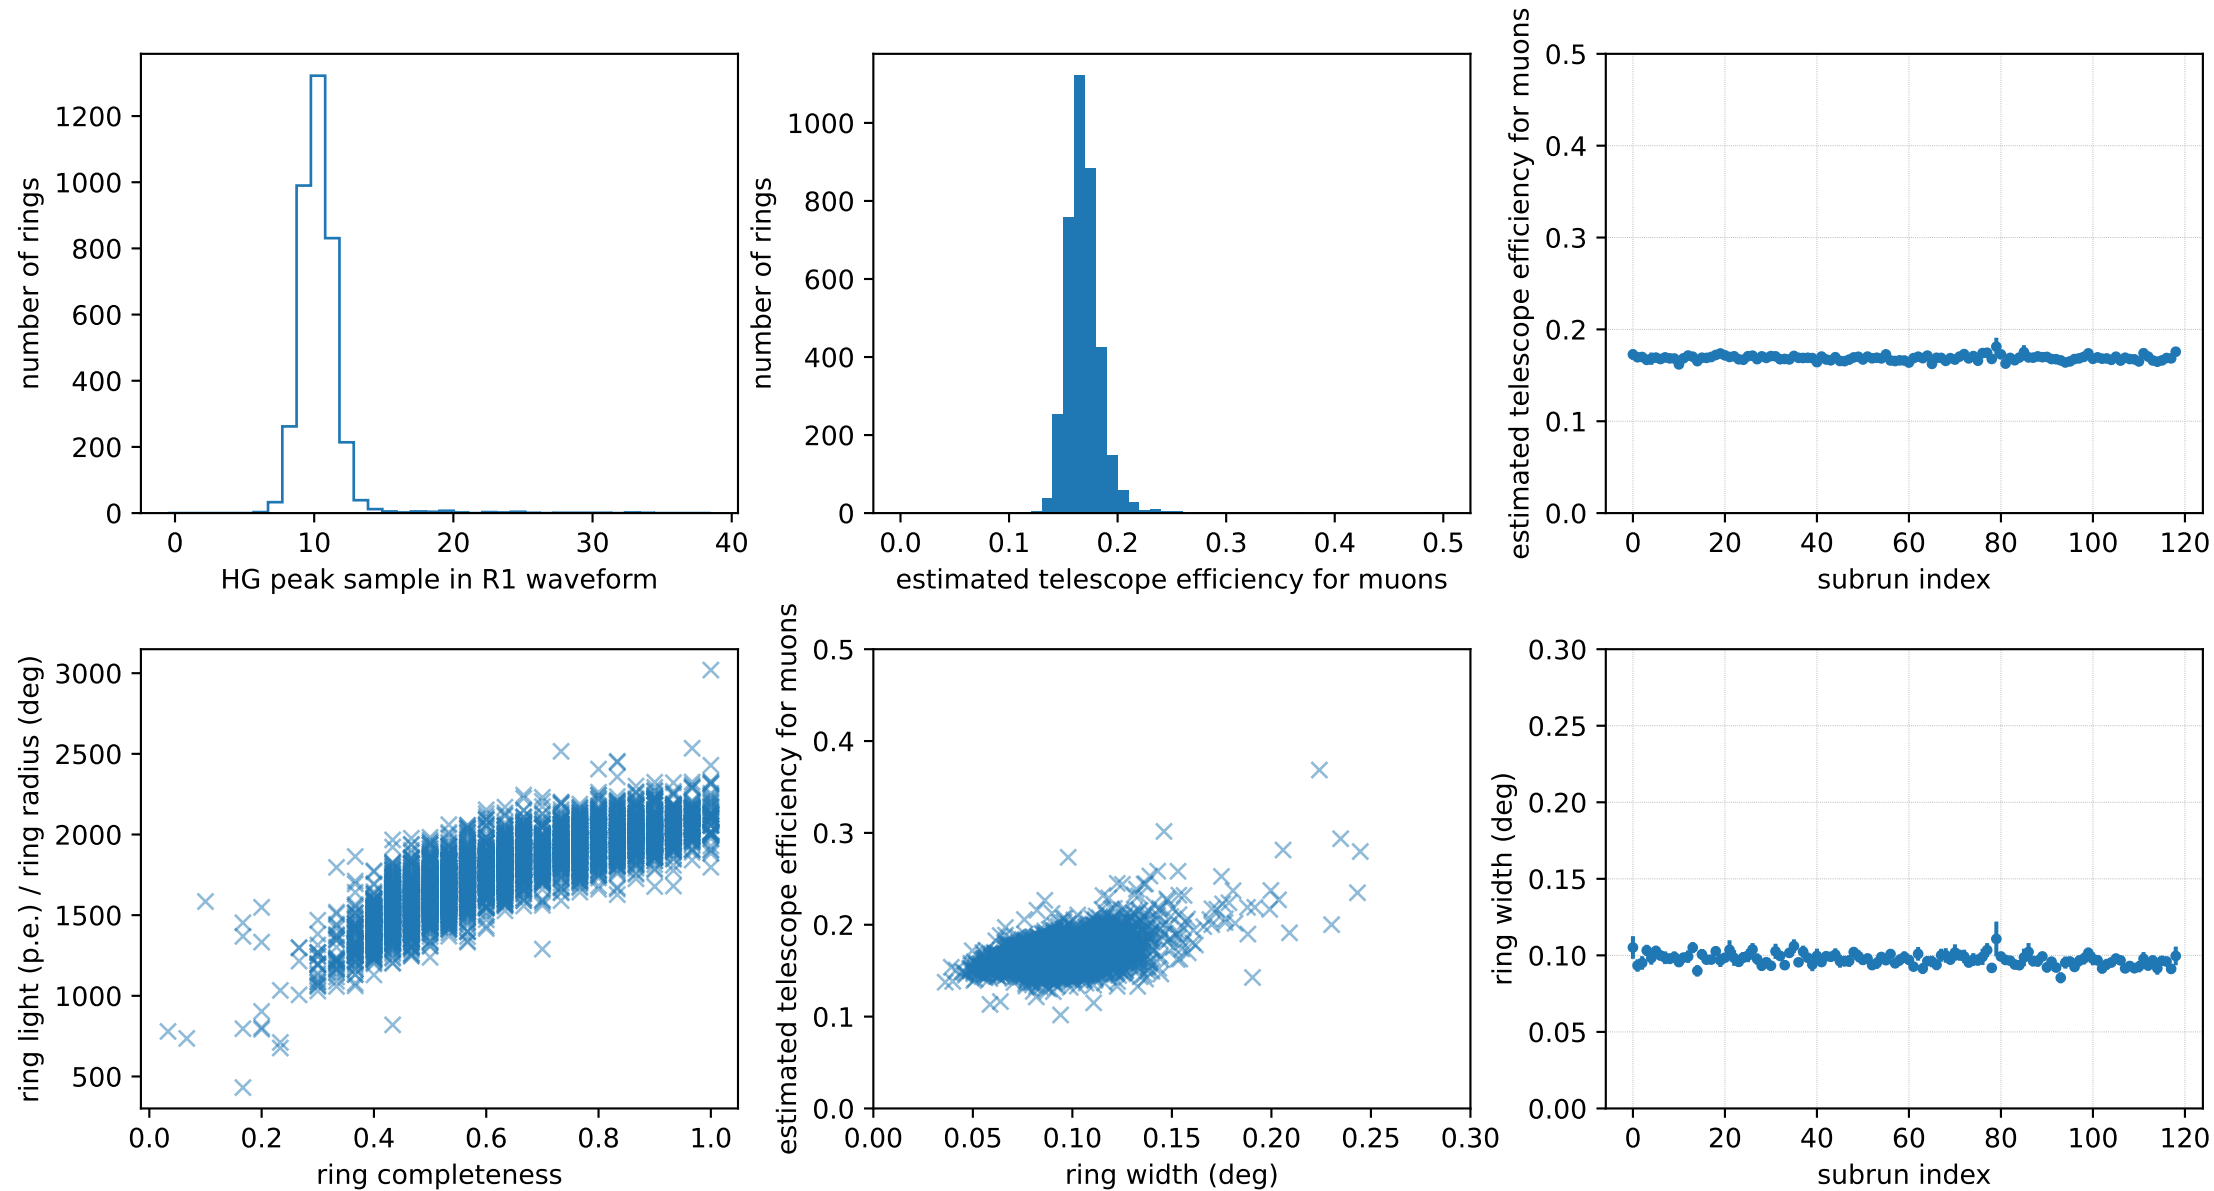 number of rings
1200
1000
800
600
400
200
0
0 10 20 30 40
HG peak sample in R1 waveform
number of rings
1000
800
600
400
200
0
0.0 0.1 0.2 0.3 0.4 0.5
estimated telescope efficiency for muons
estimated telescope efficiency for muons
0.5
0.4
0.3
0.2
0.1
0.0
0 20 40 60 80 100 120
subrun index
ring light (p.e.) / ring radius (deg)
3000
2500
2000
1500
1000
500
0.0 0.2 0.4 0.6 0.8 1.0
ring completeness
estimated telescope efficiency for muons
0.5
0.4
0.3
0.2
0.1
0.0
0.00 0.05 0.10 0.15 0.20 0.25 0.30
ring width (deg)
ring width (deg)
0.30
0.25
0.20
0.15
0.10
0.05
0.00
0 20 40 60 80 100 120
subrun index